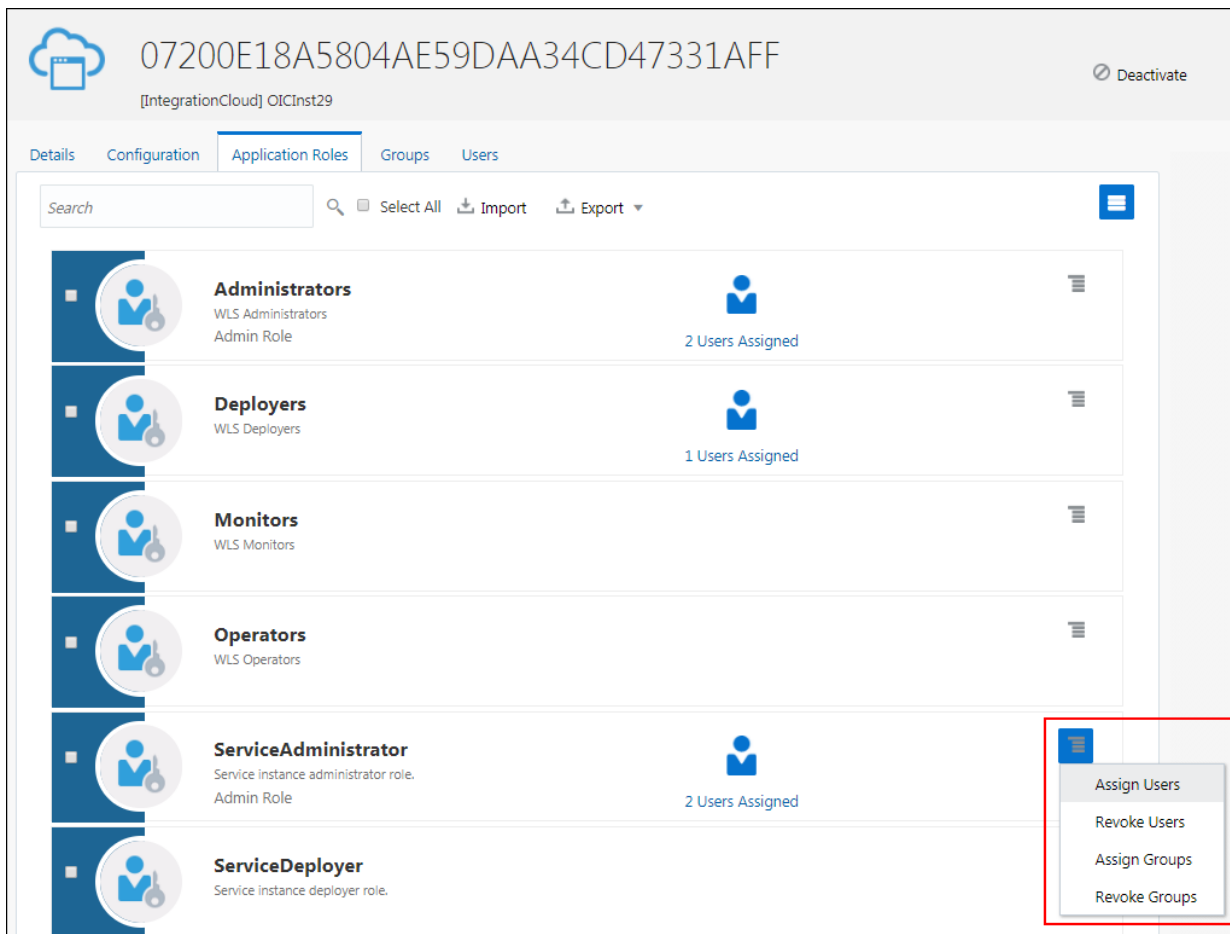 07200E18A5804AE59DAA34CD47331AFF
Deactivate
[IntegrationCloud] OICInst29
Details Configuration Application Roles Groups Users
Search Select All Import Export
Administrators
WLS Administrators
Admin Role
2 Users Assigned
Deployers
WLS Deployers
1 Users Assigned
Monitors
WLS Monitors
Operators
WLS Operators
ServiceAdministrator
Service instance administrator role.
Admin Role
2 Users Assigned
Assign Users
Revoke Users
Assign Groups
Revoke Groups
ServiceDeployer
Service instance deployer role.